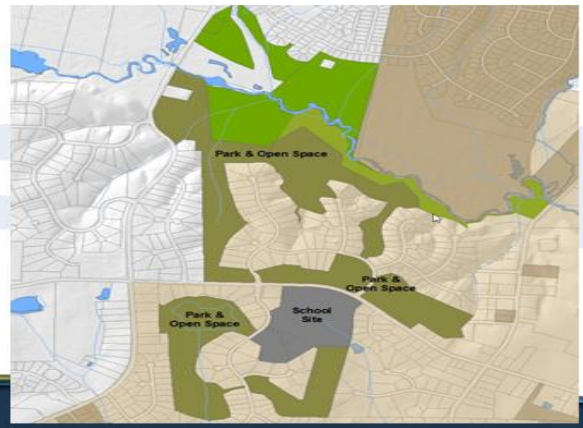 Park & Open Space
Park &
Open Space
Park &
Open Space
School
Site